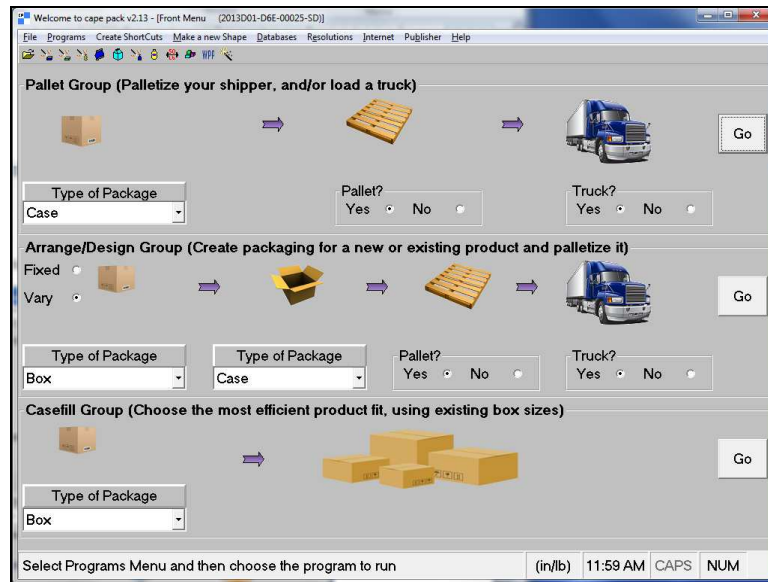 Welcome to cape pack v2.13 - [Front Menu    (2013D01-D6E-00025-SD)]
File Programs Create ShortCuts Make a new Shape Databases Resolutions Internet Publisher Help
WPF
Pallet Group (Palletize your shipper, and/or load a truck)
Go
Type of Package
Case
Pallet?
Yes No
Truck?
Yes No
Arrange/Design Group (Create packaging for a new or existing product and palletize it)
Fixed
Vary
Go
Type of Package
Box
Type of Package
Case
Pallet?
Yes No
Truck?
Yes No
Casefill Group (Choose the most efficient product fit, using existing box sizes)
Go
Type of Package
Box
Select Programs Menu and then choose the program to run
(in/lb) 11:59 AM CAPS NUM